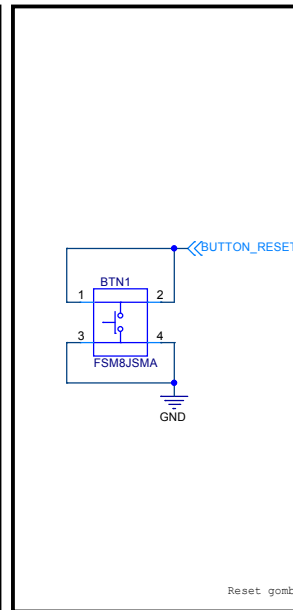 BUTTON_RESET
BTN1
1 2
3 4
FSM8JSMA
GND
Reset gomb